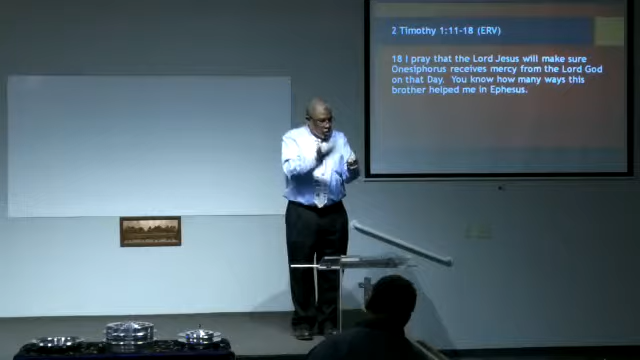 2 Timothy 1:11-18 (ERV)
18 I pray that the Lord Jesus will make sure
Onesiphorus receives mercy from the Lord God
on that Day. You know how many ways this
brother helped me in Ephesus.